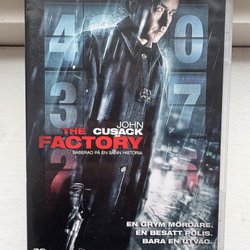 4 0
3 7
2
JOHN
THE CUSACK
FACTORY
BASERAD PÅ EN SANN HISTORIA
EN GRYM MÖRDARE.
EN BESATT POLIS.
BARA EN UTVÄG.